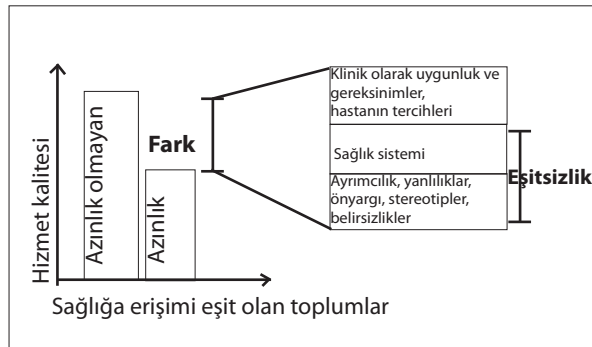 Hizmet kalitesi
Azınlık olmayan
Azınlık
Fark
Klinik olarak uygunluk ve
gereksinimler,
hastanın tercihleri
Sağlık sistemi
Ayrımcılık, yanlılıklar,
önyargı, stereotipler,
belirsizlikler
Eşitsizlik
Sağlığa erişimi eşit olan toplumlar